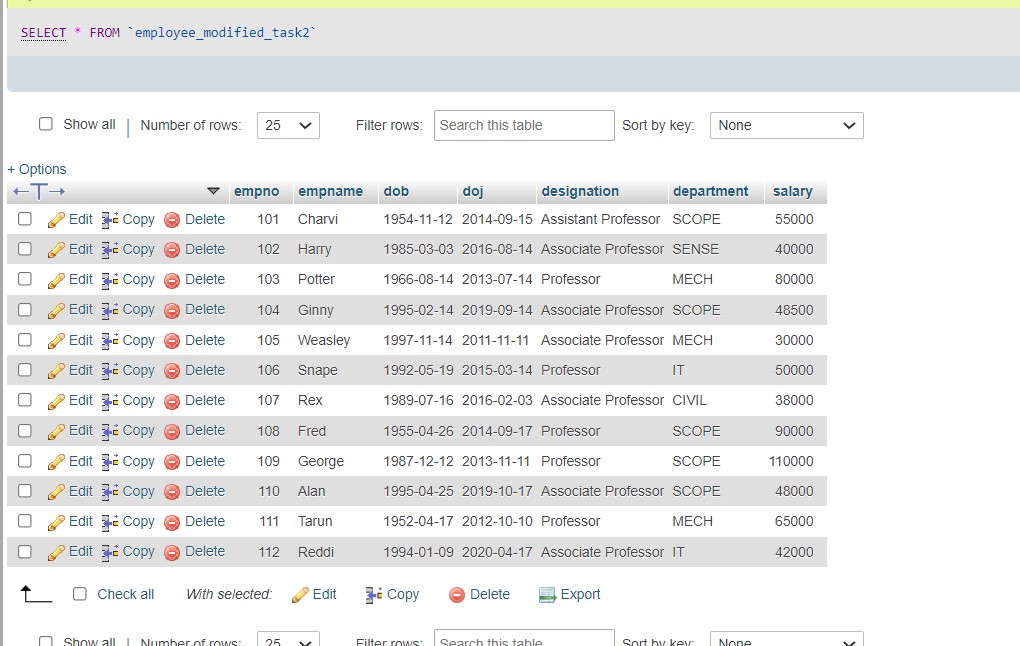 SELECT * FROM `employee_modified_task2`
Show all | Number of rows: 25 Filter rows: Search this table Sort by key: None
+ Options
←T→ empno empname dob doj designation department salary
Edit Copy Delete 101 Charvi 1954-11-12 2014-09-15 Assistant Professor SCOPE 55000
Edit Copy Delete 102 Harry 1985-03-03 2016-08-14 Associate Professor SENSE 40000
Edit Copy Delete 103 Potter 1966-08-14 2013-07-14 Professor MECH 80000
Edit Copy Delete 104 Ginny 1995-02-14 2019-09-14 Associate Professor SCOPE 48500
Edit Copy Delete 105 Weasley 1997-11-14 2011-11-11 Associate Professor MECH 30000
Edit Copy Delete 106 Snape 1992-05-19 2015-03-14 Professor IT 50000
Edit Copy Delete 107 Rex 1989-07-16 2016-02-03 Associate Professor CIVIL 38000
Edit Copy Delete 108 Fred 1955-04-26 2014-09-17 Professor SCOPE 90000
Edit Copy Delete 109 George 1987-12-12 2013-11-11 Professor SCOPE 110000
Edit Copy Delete 110 Alan 1995-04-25 2019-10-17 Associate Professor SCOPE 48000
Edit Copy Delete 111 Tarun 1952-04-17 2012-10-10 Professor MECH 65000
Edit Copy Delete 112 Reddi 1994-01-09 2020-04-17 Associate Professor IT 42000
Check all With selected: Edit Copy Delete Export
Show all | Number of rows: 25 Filter rows: Search this table Sort by key: None